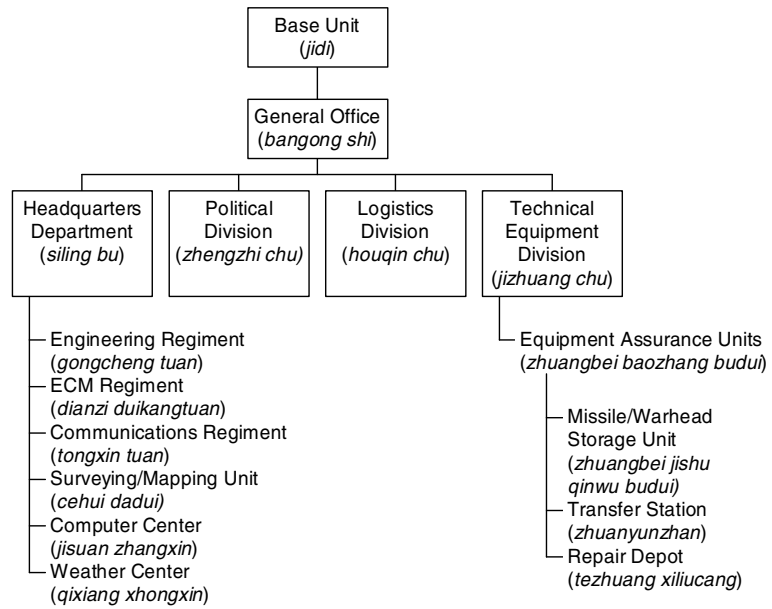 Base Unit
(jidi)
General Office
(bangong shi)
Headquarters
Department
(siling bu)
Political
Division
(zhengzhi chu)
Logistics
Division
(houqin chu)
Technical
Equipment
Division
(jizhuang chu)
Engineering Regiment
(gongcheng tuan)
ECM Regiment
(dianzi duikangtuan)
Communications Regiment
(tongxin tuan)
Surveying/Mapping Unit
(cehui dadui)
Computer Center
(jisuan zhangxin)
Weather Center
(qixiang xhongxin)
Equipment Assurance Units
(zhuangbei baozhang budui)
Missile/Warhead
Storage Unit
(zhuangbei jishu
qinwu budui)
Transfer Station
(zhuanyunzhan)
Repair Depot
(tezhuang xiliucang)